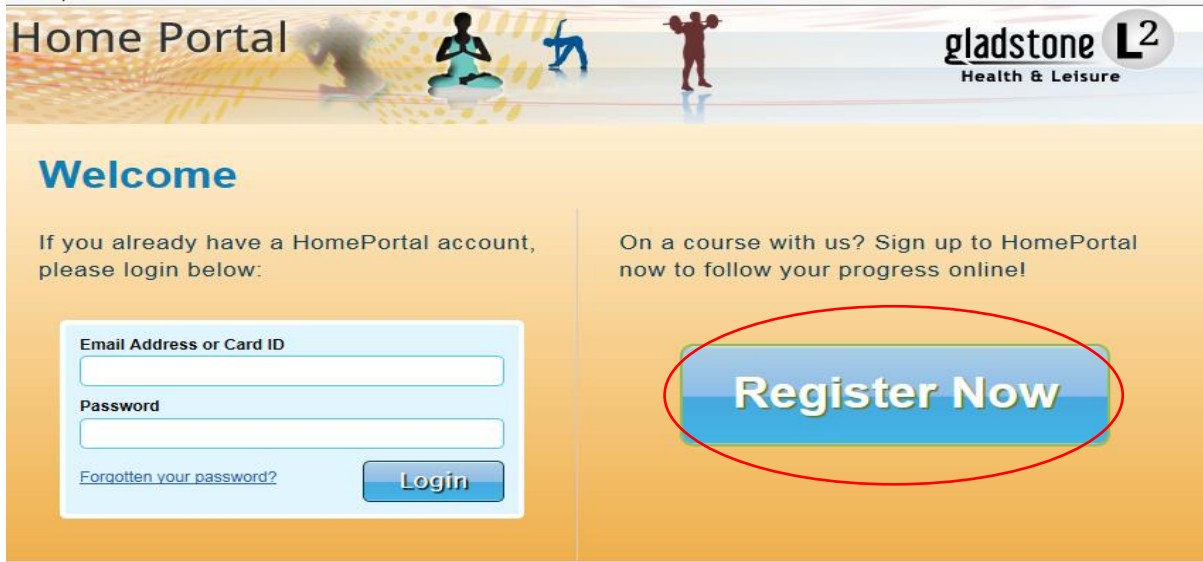 Home Portal
gladstone L2
Health & Leisure
Welcome
If you already have a HomePortal account,
please login below:
Email Address or Card ID
Password
Forgotten your password?
Login
On a course with us? Sign up to HomePortal
now to follow your progress online!
Register Now